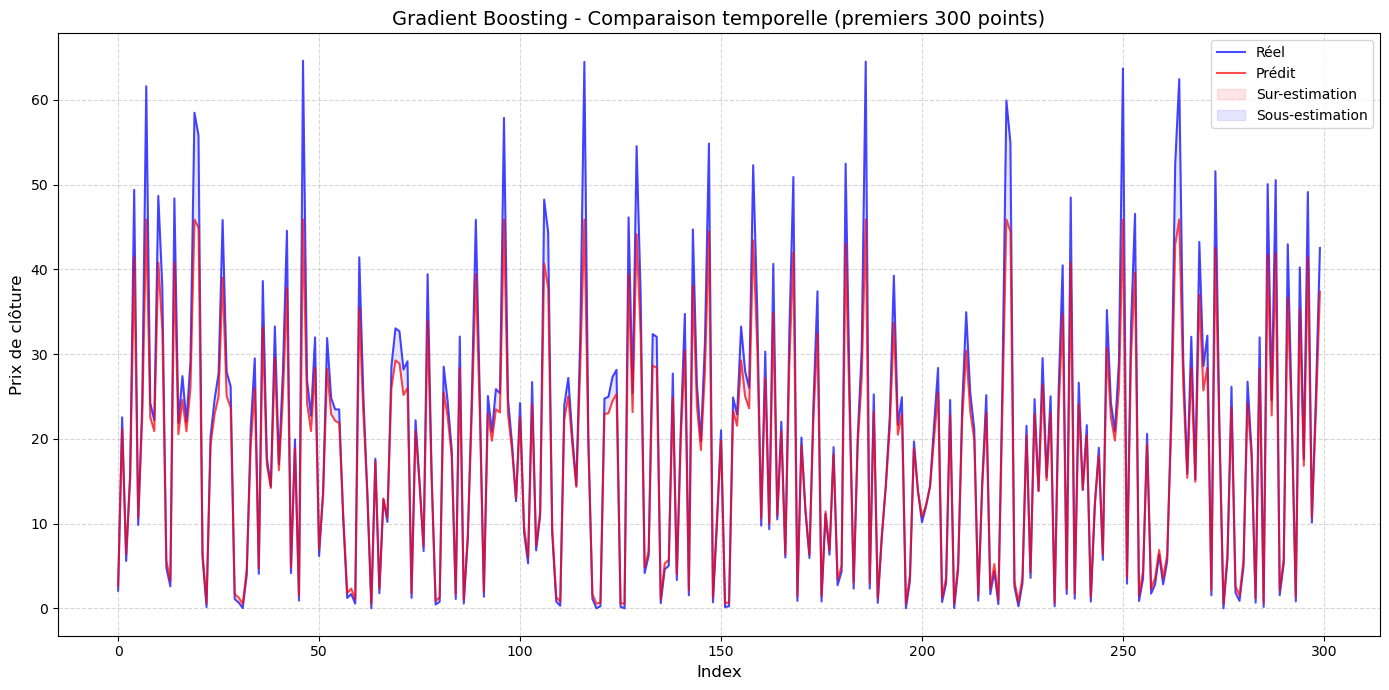 Gradient Boosting - Comparaison temporelle (premiers 300 points)
Réel
Prédit
Sur-estimation
Sous-estimation
Prix de clôture
60
50
40
30
20
10
0
0
50
100
150
200
250
300
Index